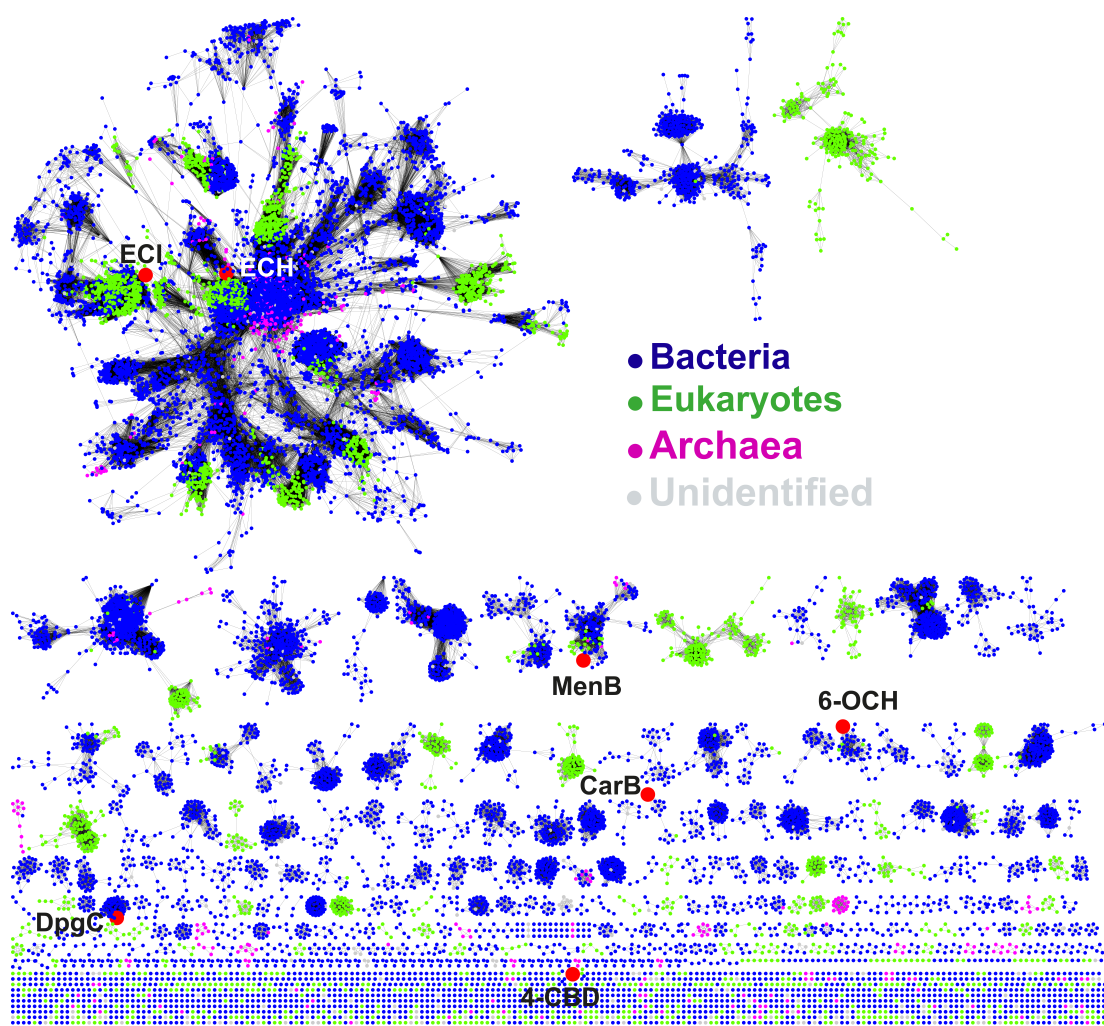 ECI
ECH
Bacteria
Eukaryotes
Archaea
Unidentified
MenB
6-OCH
CarB
DpgC
4-CBD